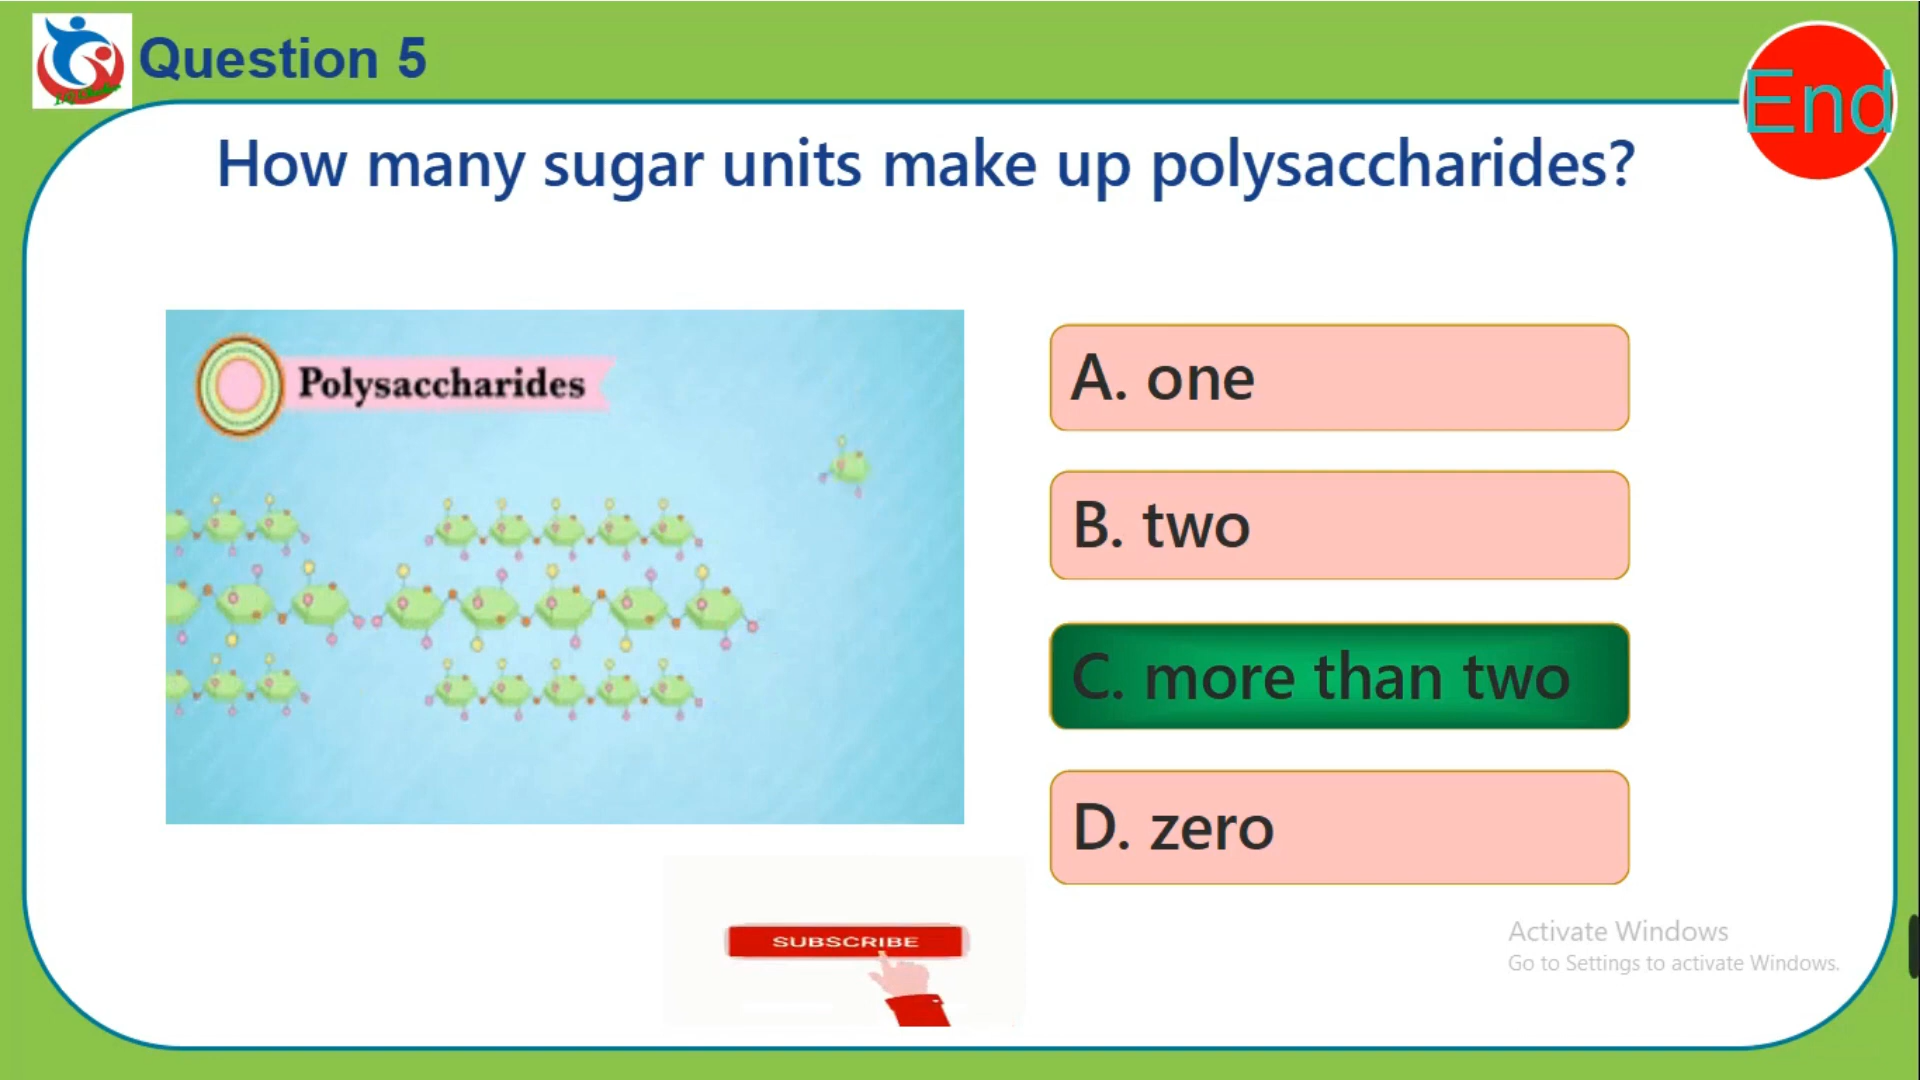 Question 5
End
How many sugar units make up polysaccharides?
Polysaccharides
A. one
B. two
C. more than two
D. zero
SUBSCRIBE
Activate Windows
Go to Settings to activate Windows.